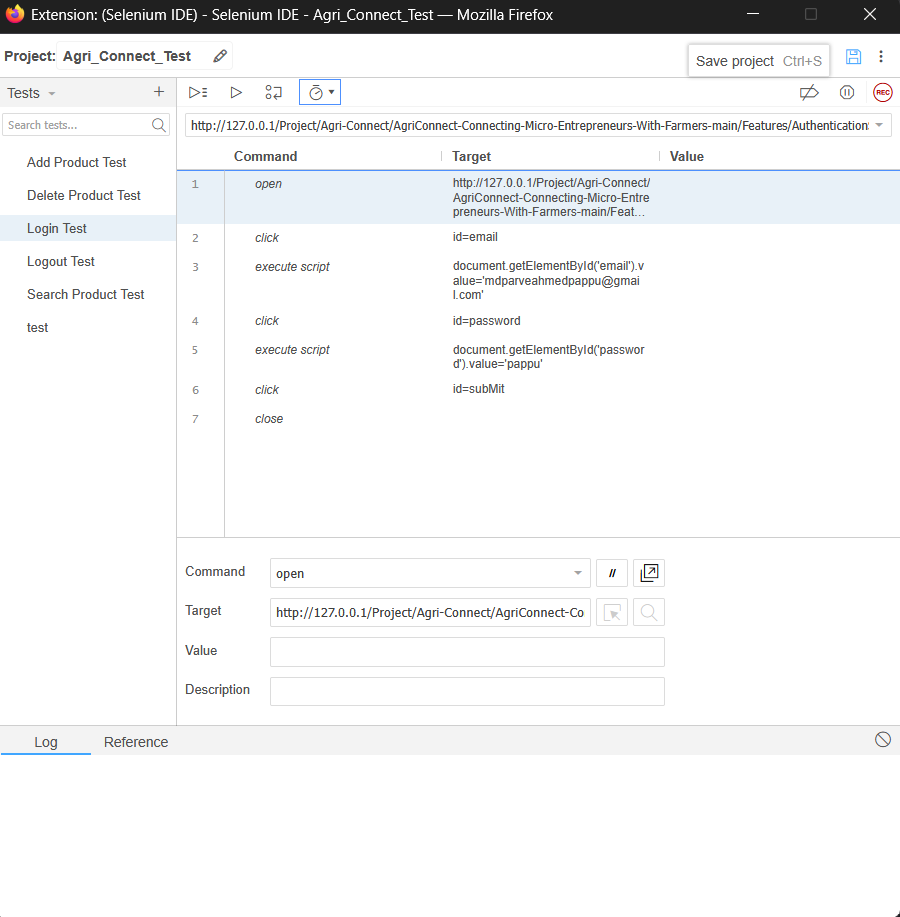 Extension: (Selenium IDE) - Selenium IDE - Agri_Connect_Test — Mozilla Firefox
Project: Agri_Connect_Test
Save project Ctrl+S
Tests
+
REC
Search tests...
http://127.0.0.1/Project/Agri-Connect/AgriConnect-Connecting-Micro-Entrepreneurs-With-Farmers-main/Features/Authentication
Add Product Test
Delete Product Test
Login Test
Logout Test
Search Product Test
test
Command Target Value
1 open http://127.0.0.1/Project/Agri-Connect/
AgriConnect-Connecting-Micro-Entre
preneurs-With-Farmers-main/Feat...
2 click id=email
3 execute script document.getElementById('email').v
alue='mdparveahmedpappu@gmai
l.com'
4 click id=password
5 execute script document.getElementById('passwor
d').value='pappu'
6 click id=subMit
7 close
Command open //
Target http://127.0.0.1/Project/Agri-Connect/AgriConnect-Co
Value
Description
Log Reference